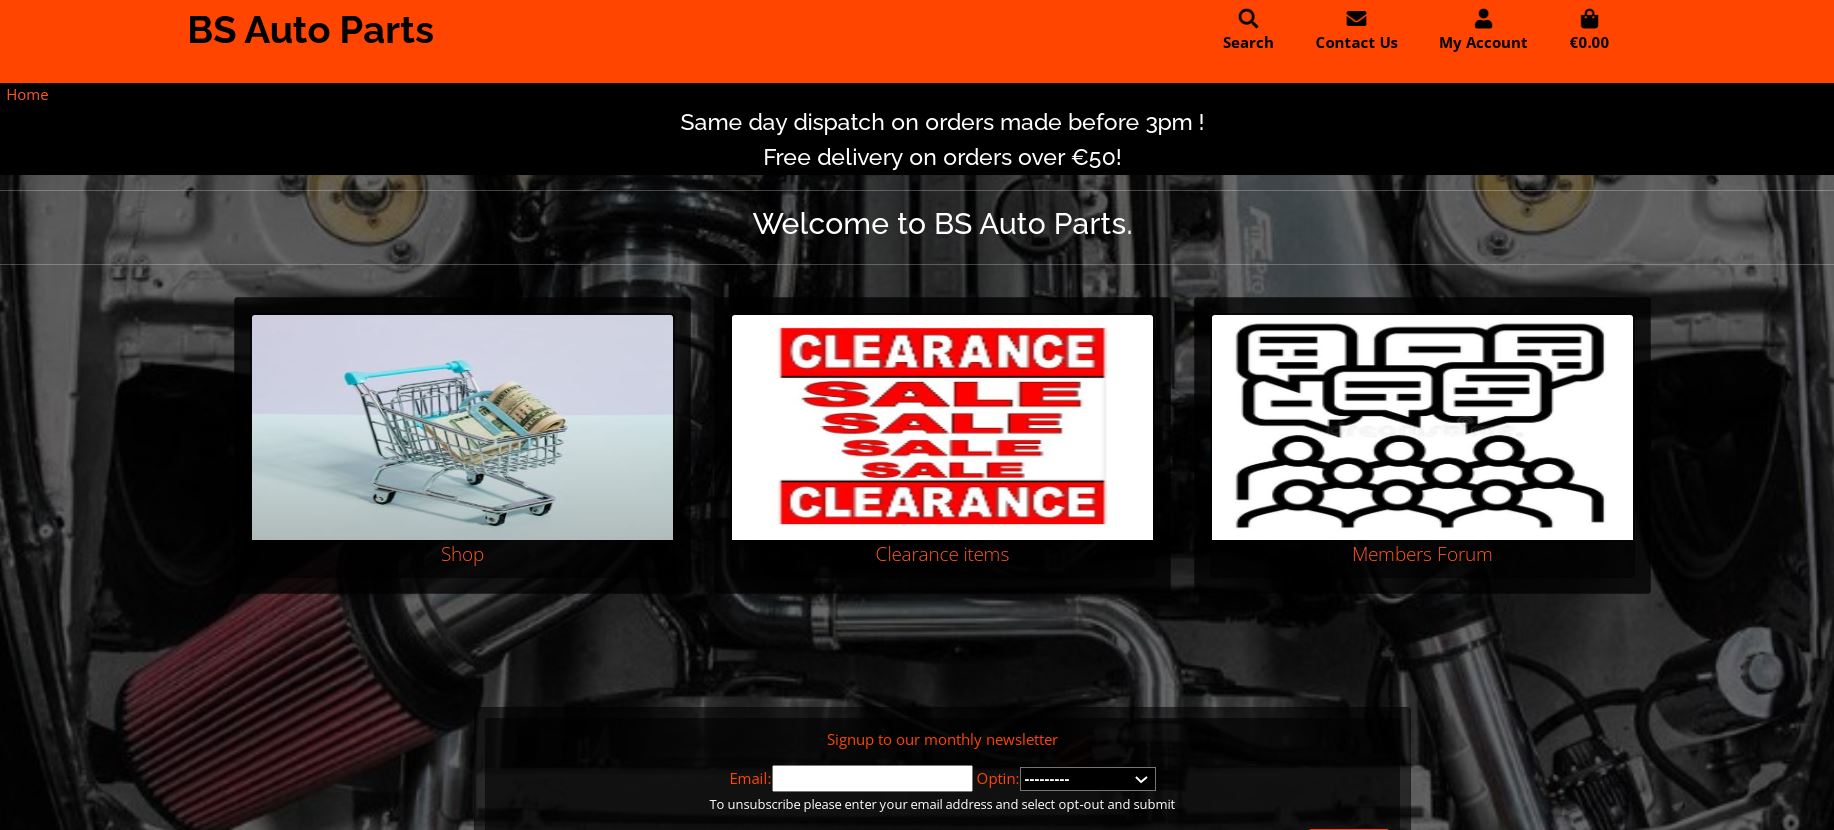 BS Auto Parts
Search
Contact Us
My Account
€0.00
Home
Same day dispatch on orders made before 3pm !
Free delivery on orders over €50!
Welcome to BS Auto Parts.
CLEARANCE
SALE
SALE
SALE
SALE
CLEARANCE
Shop
Clearance items
Members Forum
Signup to our monthly newsletter
Email:
Optin: ---------
To unsubscribe please enter your email address and select opt-out and submit